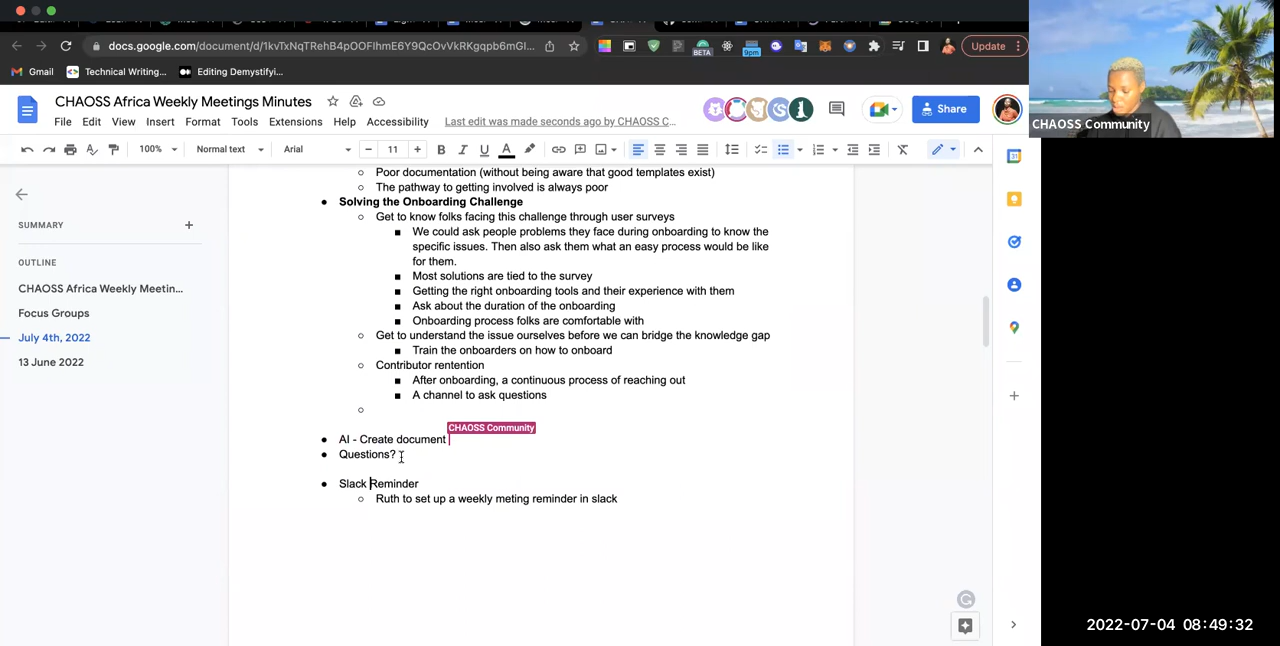 docs.google.com/document/d/1kvTxNqTRehB4pOOFIhmE6Y9QcOvVkRKgqpb6mGI...
BETA
9pm
Update
Gmail
Technical Writing...
Editing Demystifyi...
CHAOSS Community
CHAOSS Africa Weekly Meetings Minutes
File Edit View Insert Format Tools Extensions Help Accessibility
Last edit was made seconds ago by CHAOSS C...
Share
100%
Normal text
Arial
11
SUMMARY
OUTLINE
CHAOSS Africa Weekly Meetin...
Focus Groups
July 4th, 2022
13 June 2022
Poor documentation (without being aware that good templates exist)
The pathway to getting involved is always poor
Solving the Onboarding Challenge
Get to know folks facing this challenge through user surveys
We could ask people problems they face during onboarding to know the
specific issues. Then also ask them what an easy process would be like
for them.
Most solutions are tied to the survey
Getting the right onboarding tools and their experience with them
Ask about the duration of the onboarding
Onboarding process folks are comfortable with
Get to understand the issue ourselves before we can bridge the knowledge gap
Train the onboarders on how to onboard
Contributor rentention
After onboarding, a continuous process of reaching out
A channel to ask questions
CHAOSS Community
AI - Create document
Questions?
Slack Reminder
Ruth to set up a weekly meting reminder in slack
2022-07-04 08:49:32